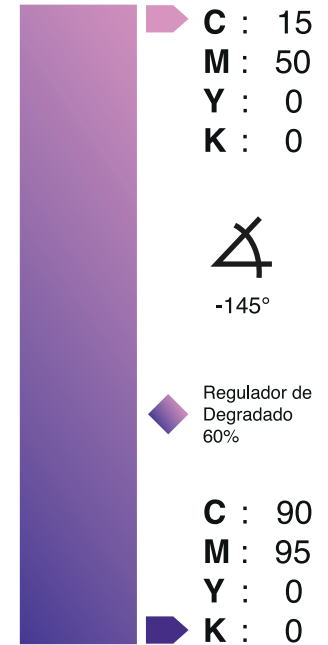 C : 15
M : 50
Y : 0
K : 0
-145°
Regulador de
Degradado
60%
C : 90
M : 95
Y : 0
K : 0